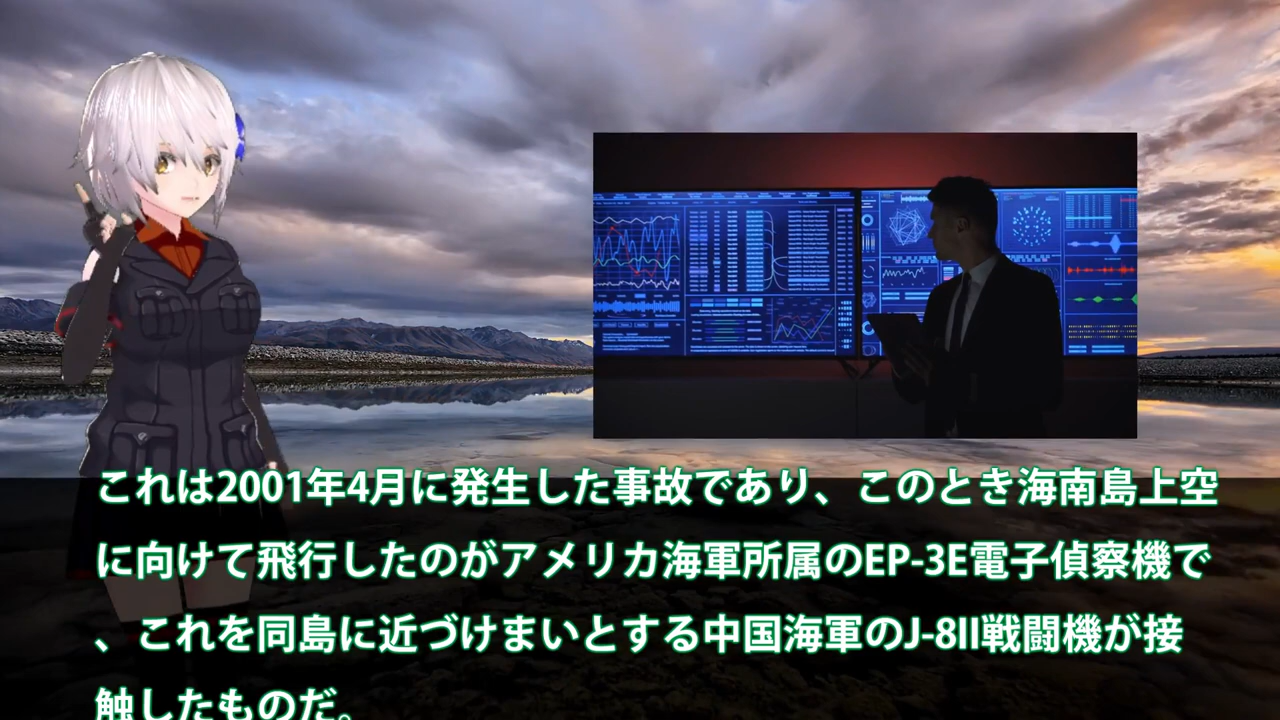 これは2001年4月に発生した事故であり、このとき海南島上空
に向けて飛行したのがアメリカ海軍所属のEP-3E電子偵察機で
、これを同島に近づけまいとする中国海軍のJ-8II戦闘機が接
触したものだ。